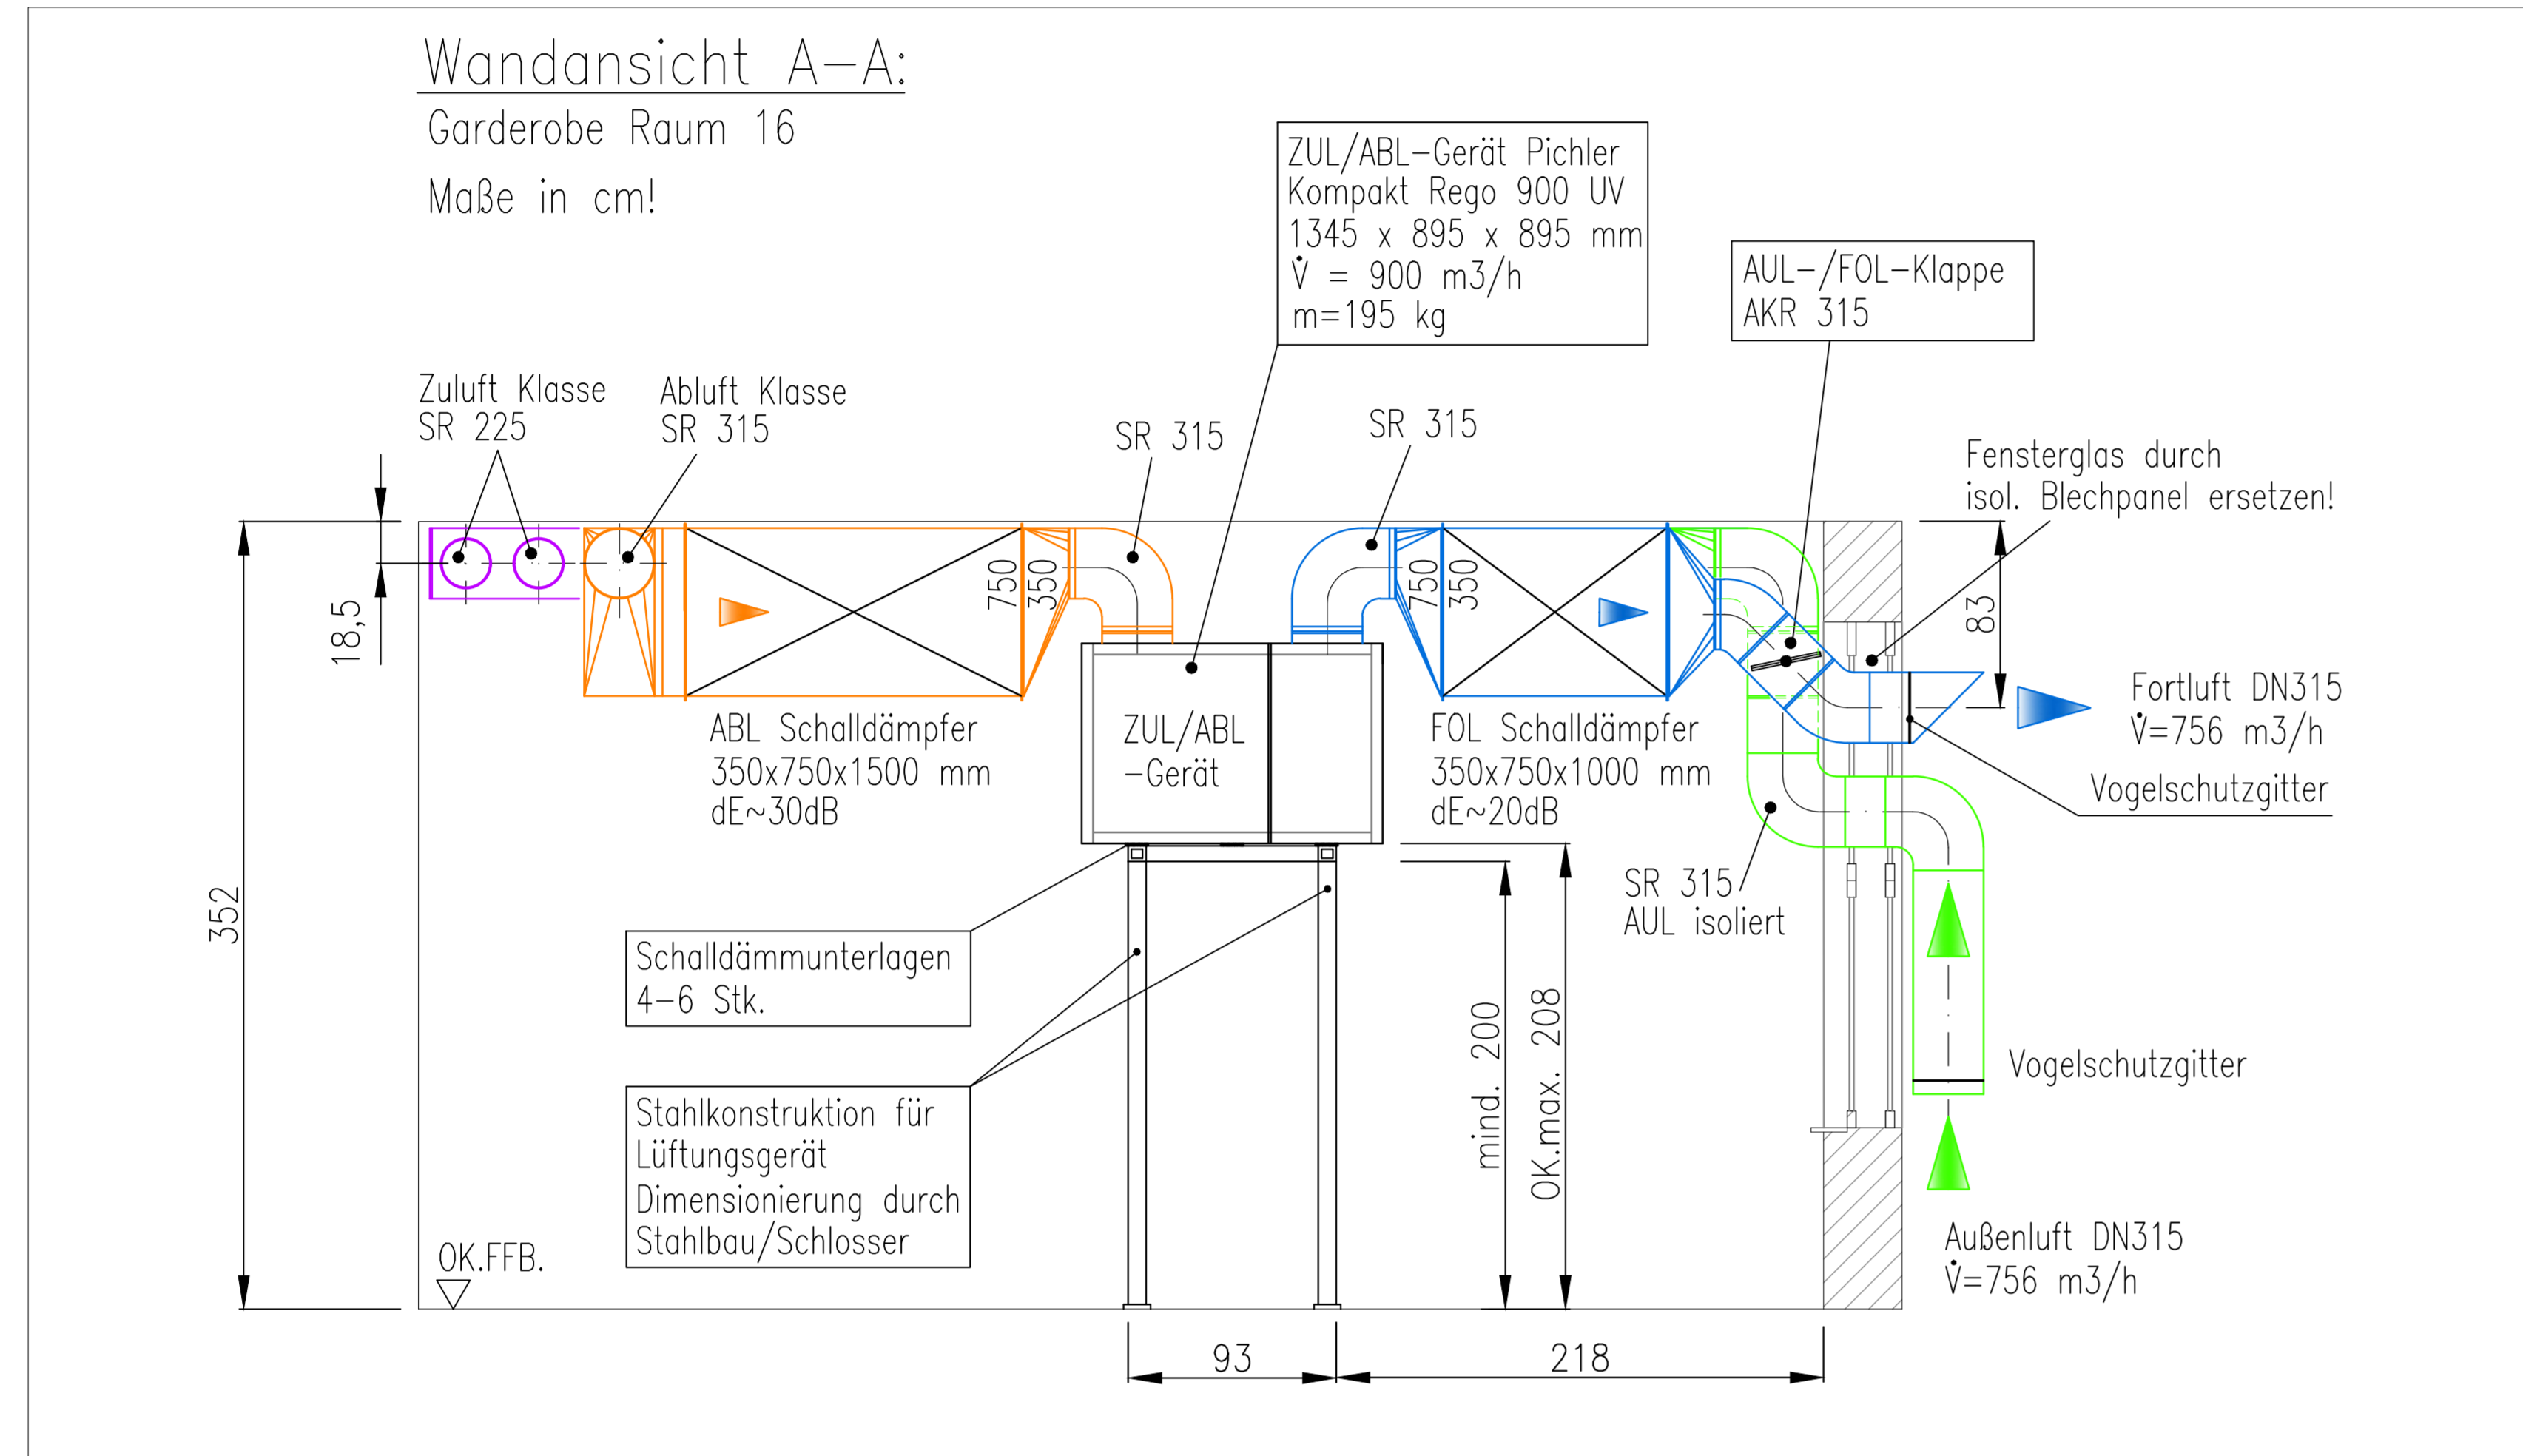 Wandansicht A–A:
Garderobe Raum 16
Maße in cm!
ZUL/ABL–Gerät Pichler
Kompakt Rego 900 UV
1345 x 895 x 895 mm
V̇ = 900 m3/h
m=195 kg
AUL–/FOL–Klappe
AKR 315
Zuluft Klasse
SR 225
Abluft Klasse
SR 315
SR 315
SR 315
Fensterglas durch
isol. Blechpanel ersetzen!
18,5
750
350
750
350
83
Fortluft DN315
V̇=756 m3/h
Vogelschutzgitter
ABL Schalldämpfer
350x750x1500 mm
dE~30dB
ZUL/ABL
–Gerät
FOL Schalldämpfer
350x750x1000 mm
dE~20dB
SR 315
AUL isoliert
352
Schalldämmunterlagen
4–6 Stk.
mind. 200
OK.max. 208
Vogelschutzgitter
Stahlkonstruktion für
Lüftungsgerät
Dimensionierung durch
Stahlbau/Schlosser
OK.FFB.
Außenluft DN315
V̇=756 m3/h
93
218